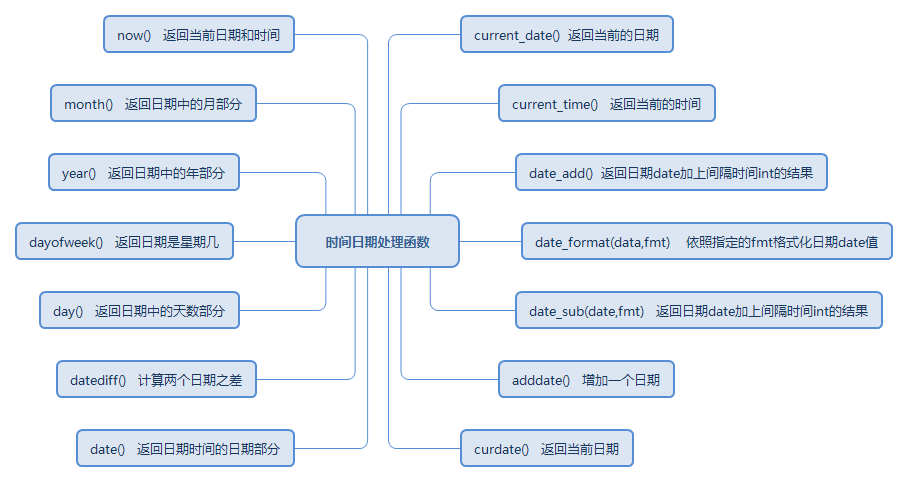 now() 返回当前日期和时间
month() 返回日期中的月部分
year() 返回日期中的年部分
dayofweek() 返回日期是星期几
day() 返回日期中的天数部分
datediff() 计算两个日期之差
date() 返回日期时间的日期部分
时间日期处理函数
current_date() 返回当前的日期
current_time() 返回当前的时间
date_add() 返回日期date加上间隔时间int的结果
date_format(data,fmt) 依照指定的fmt格式化日期date值
date_sub(date,fmt) 返回日期date加上间隔时间int的结果
adddate() 增加一个日期
curdate() 返回当前日期